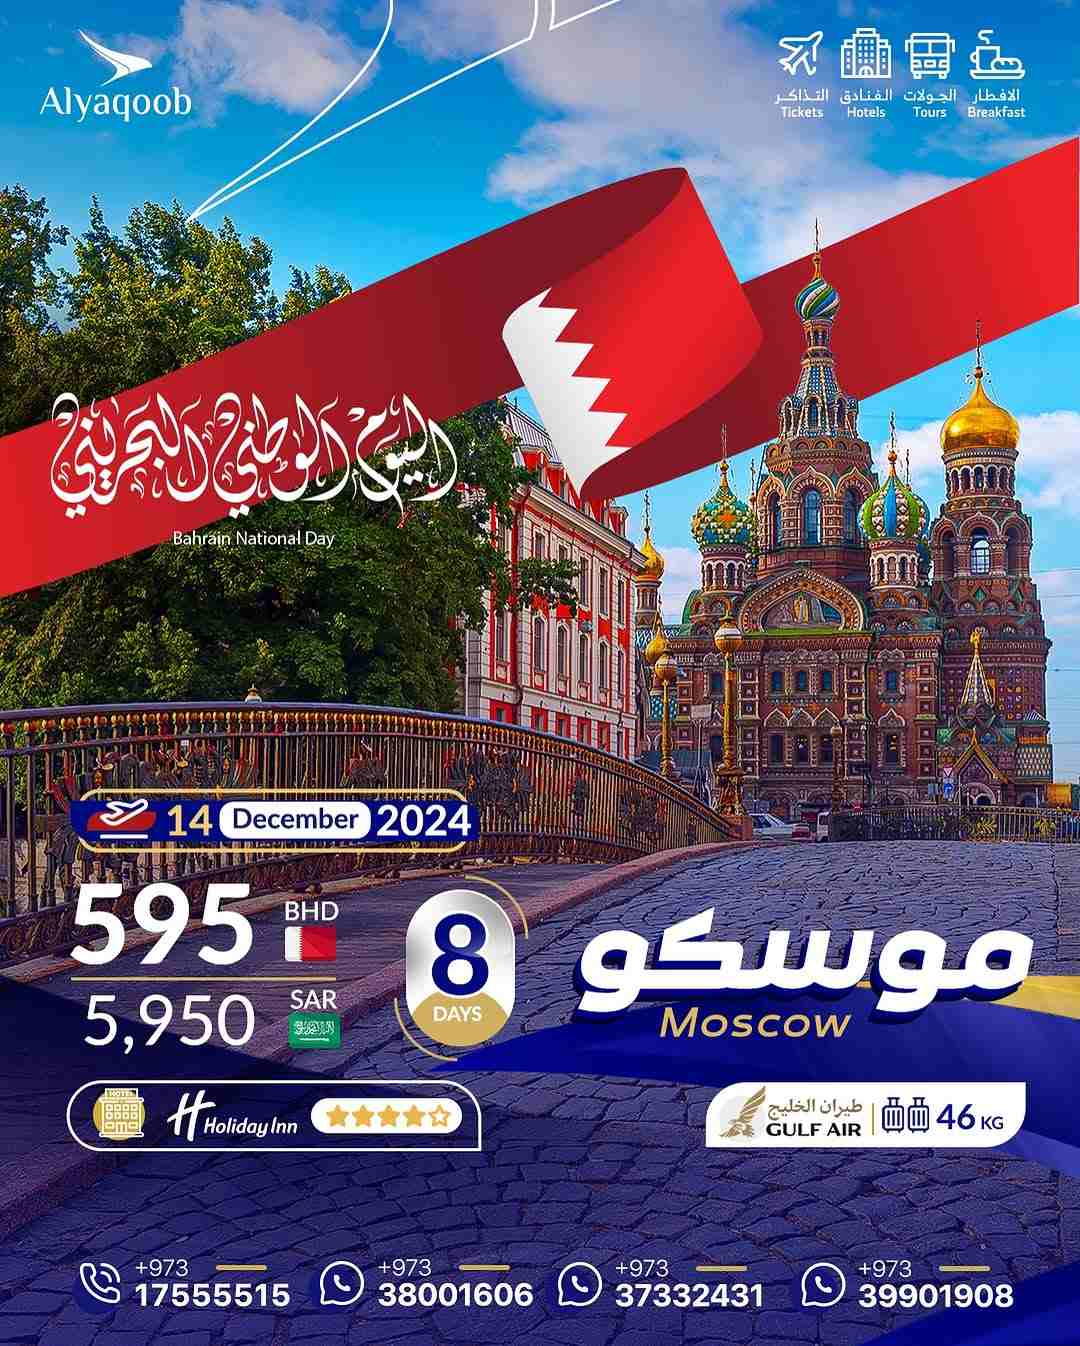 Alyaqoob
التذاكر
Tickets
الفنادق
Hotels
الجولات
Tours
الافطار
Breakfast
اليوم الوطني البحريني
Bahrain National Day
14 December 2024
595 BHD
5,950 SAR
8
DAYS
موسكو
Moscow
HOTEL
H Holiday Inn
طيران الخليج
GULF AIR
46 KG
+973
17555515
+973
38001606
+973
37332431
+973
39901908